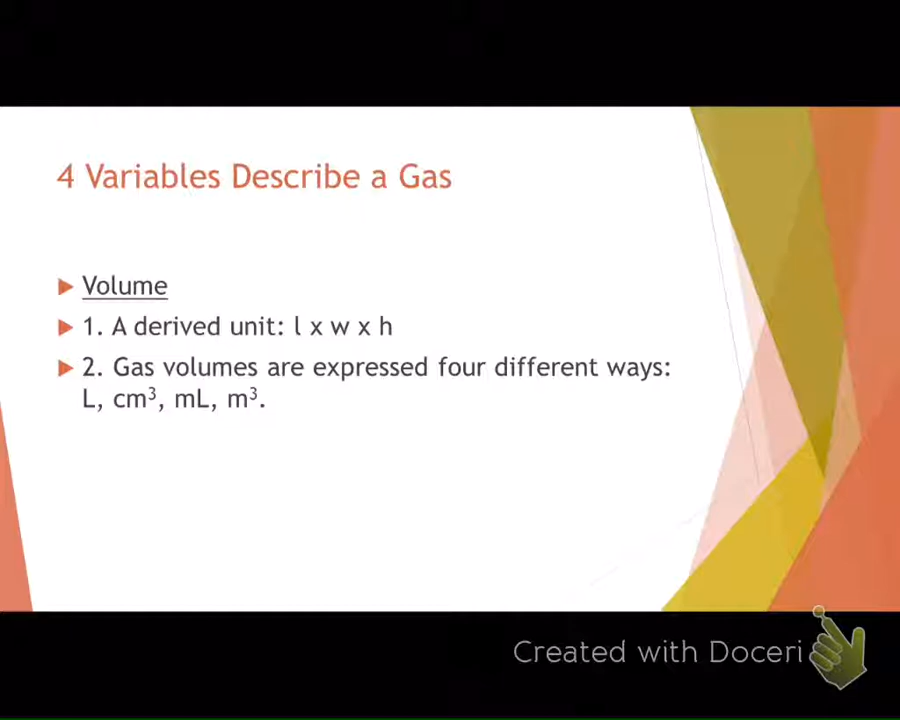 4 Variables Describe a Gas
Volume
1. A derived unit: l x w x h
2. Gas volumes are expressed four different ways:
L, cm³, mL, m³.
Created with Doceri